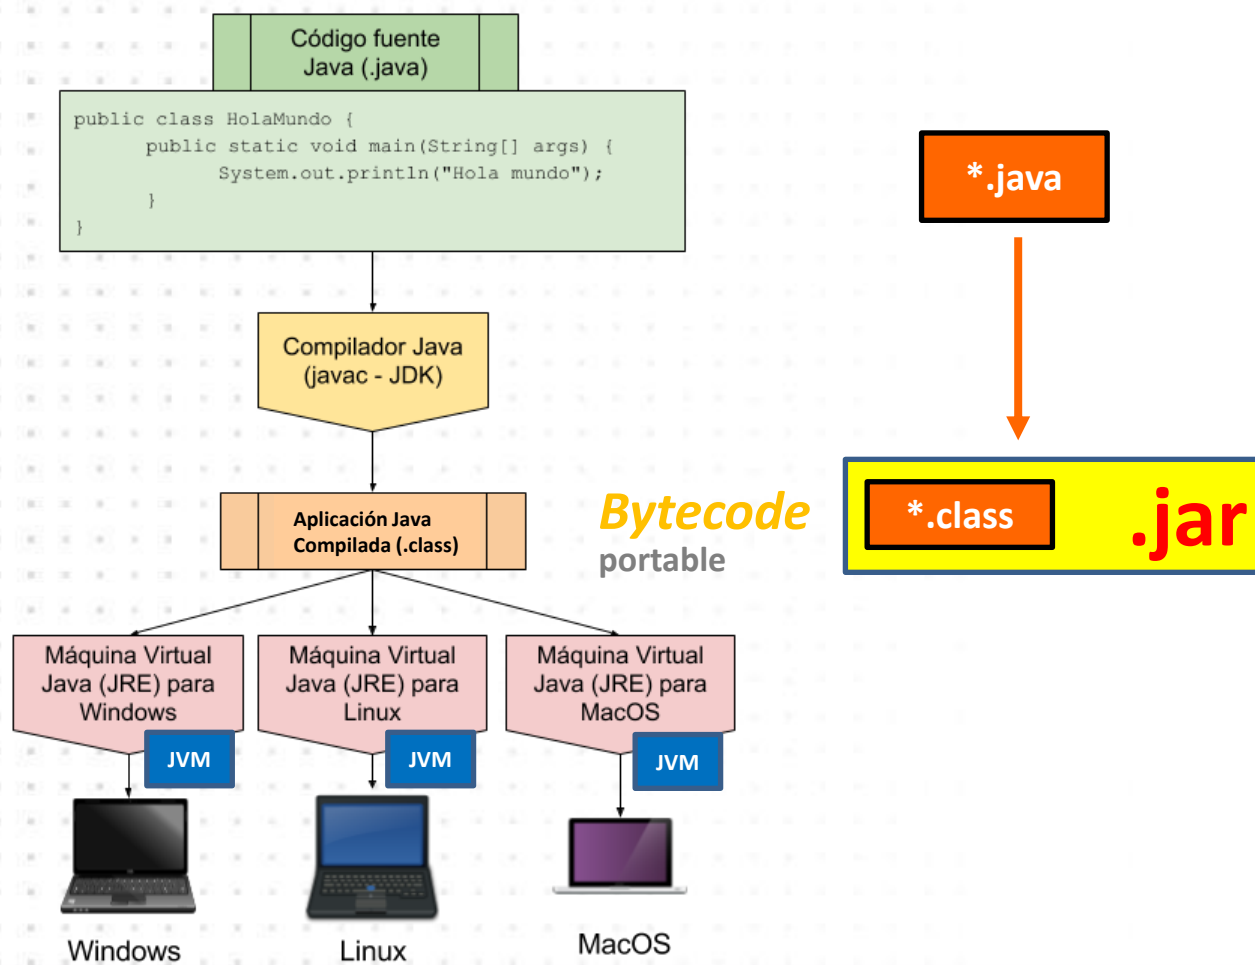 Código fuente
Java (.java)
public class HolaMundo {
public static void main(String[] args) {
System.out.println("Hola mundo");
}
}
*.java
Compilador Java
(javac - JDK)
Aplicación Java
Compilada (.class)
Bytecode
portable
*.class
.jar
Máquina Virtual
Java (JRE) para
Windows
JVM
Máquina Virtual
Java (JRE) para
Linux
JVM
Máquina Virtual
Java (JRE) para
MacOS
JVM
Windows
Linux
MacOS